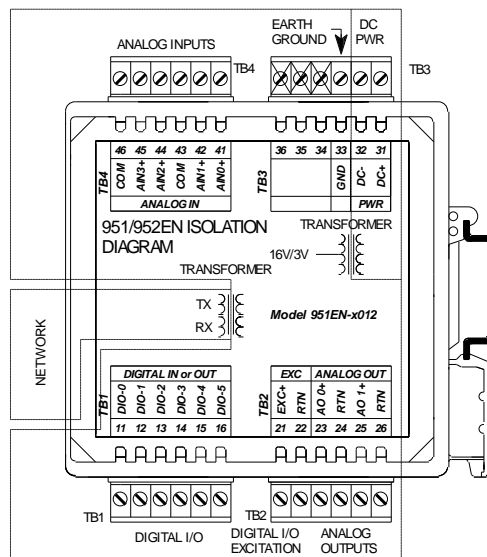 EARTH GROUND
DC PWR
ANALOG INPUTS
TB4
TB3
46 45 44 43 42 41
COM AIN3+ AIN2+ COM AIN1+ AIN0+
TB4
ANALOG IN
36 35 34 33 32 31
GND DC- DC+
TB3
PWR
951/952EN ISOLATION
DIAGRAM
TRANSFORMER
16V/3V
TRANSFORMER
TX
RX
Model 951EN-x012
NETWORK
DIGITAL IN or OUT
TB1
DIO-0 DIO-1 DIO-2 DIO-3 DIO-4 DIO-5
11 12 13 14 15 16
EXC ANALOG OUT
TB2
EXC+ RTN AO 0+ RTN AO 1+ RTN
21 22 23 24 25 26
TB1
TB2
DIGITAL I/O
DIGITAL I/O
EXCITATION
ANALOG
OUTPUTS